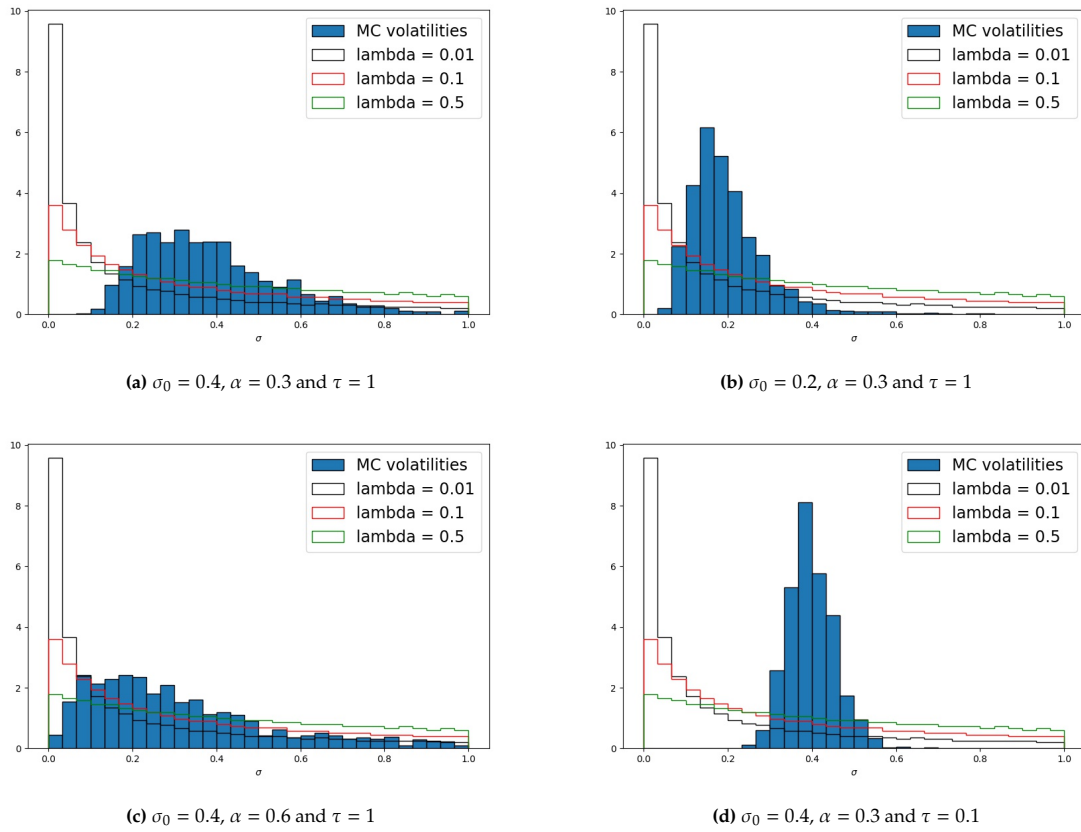 10
8
6
4
2
0
0.0 0.2 0.4 0.6 0.8 1.0
σ
MC volatilities
lambda = 0.01
lambda = 0.1
lambda = 0.5
(a) σ₀ = 0.4, α = 0.3 and τ = 1
10
8
6
4
2
0
0.0 0.2 0.4 0.6 0.8 1.0
σ
MC volatilities
lambda = 0.01
lambda = 0.1
lambda = 0.5
(b) σ₀ = 0.2, α = 0.3 and τ = 1
10
8
6
4
2
0
0.0 0.2 0.4 0.6 0.8 1.0
σ
MC volatilities
lambda = 0.01
lambda = 0.1
lambda = 0.5
(c) σ₀ = 0.4, α = 0.6 and τ = 1
10
8
6
4
2
0
0.0 0.2 0.4 0.6 0.8 1.0
σ
MC volatilities
lambda = 0.01
lambda = 0.1
lambda = 0.5
(d) σ₀ = 0.4, α = 0.3 and τ = 0.1